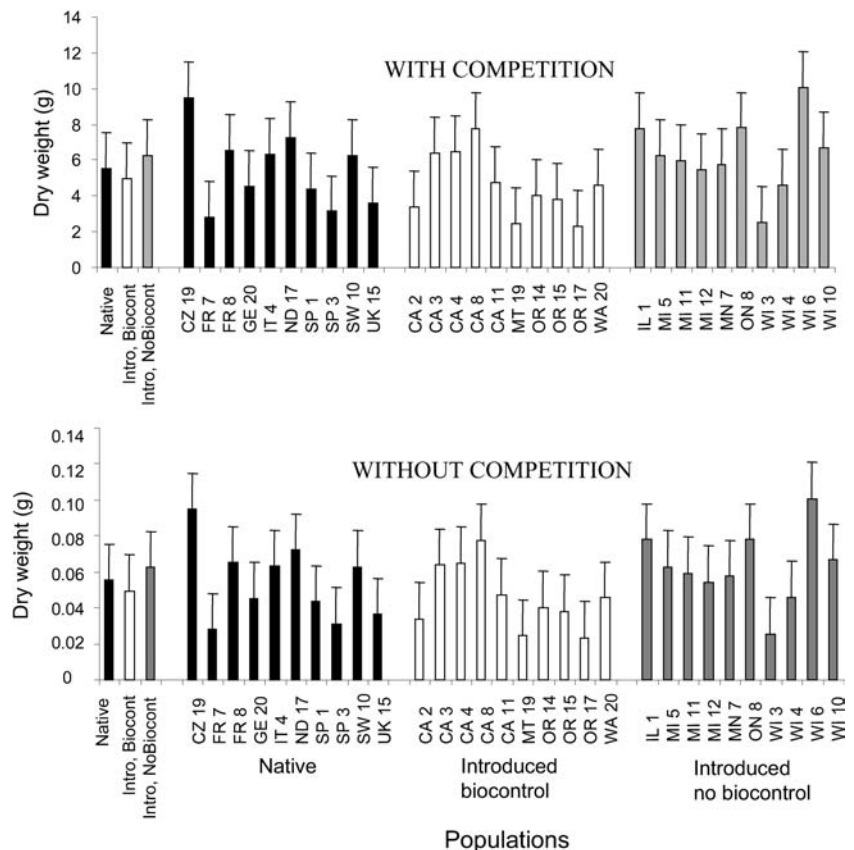 14
12
10
8
6
4
2
0
Dry weight (g)
WITH COMPETITION
Native
Intro, Biocont
Intro, NoBiocont
CZ 19
FR 7
FR 8
GE 20
IT 4
ND 17
SP 1
SP 3
SW 10
UK 15
CA 2
CA 3
CA 4
CA 8
CA 11
MT 19
OR 14
OR 15
OR 17
WA 20
IL 1
MI 5
MI 11
MI 12
MN 7
ON 8
WI 3
WI 4
WI 6
WI 10
0.14
0.12
0.10
0.08
0.06
0.04
0.02
0
Dry weight (g)
WITHOUT COMPETITION
Native
Intro, Biocont
Intro, NoBiocont
CZ 19
FR 7
FR 8
GE 20
IT 4
ND 17
SP 1
SP 3
SW 10
UK 15
CA 2
CA 3
CA 4
CA 8
CA 11
MT 19
OR 14
OR 15
OR 17
WA 20
IL 1
MI 5
MI 11
MI 12
MN 7
ON 8
WI 3
WI 4
WI 6
WI 10
Native
Introduced
biocontrol
Introduced
no biocontrol
Populations